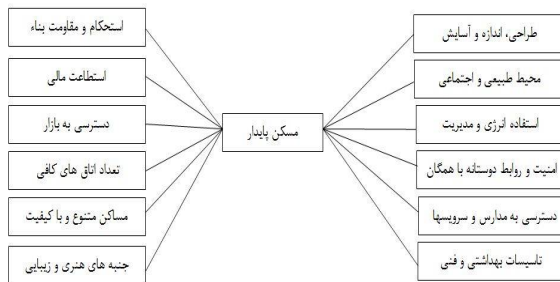 طراحی، اندازه و آسایش
محیط طبیعی و اجتماعی
استفاده انرژی و مدیریت
امنیت و روابط دوستانه با همگان
دسترسی به مدارس و سرویسها
تاسیسات بهداشتی و فنی
مسکن پایدار
استحکام و مقاومت بناء
استطاعت مالی
دسترسی به بازار
تعداد اتاق های کافی
مساکن متنوع و با کیفیت
جنبه های هنری و زیبایی